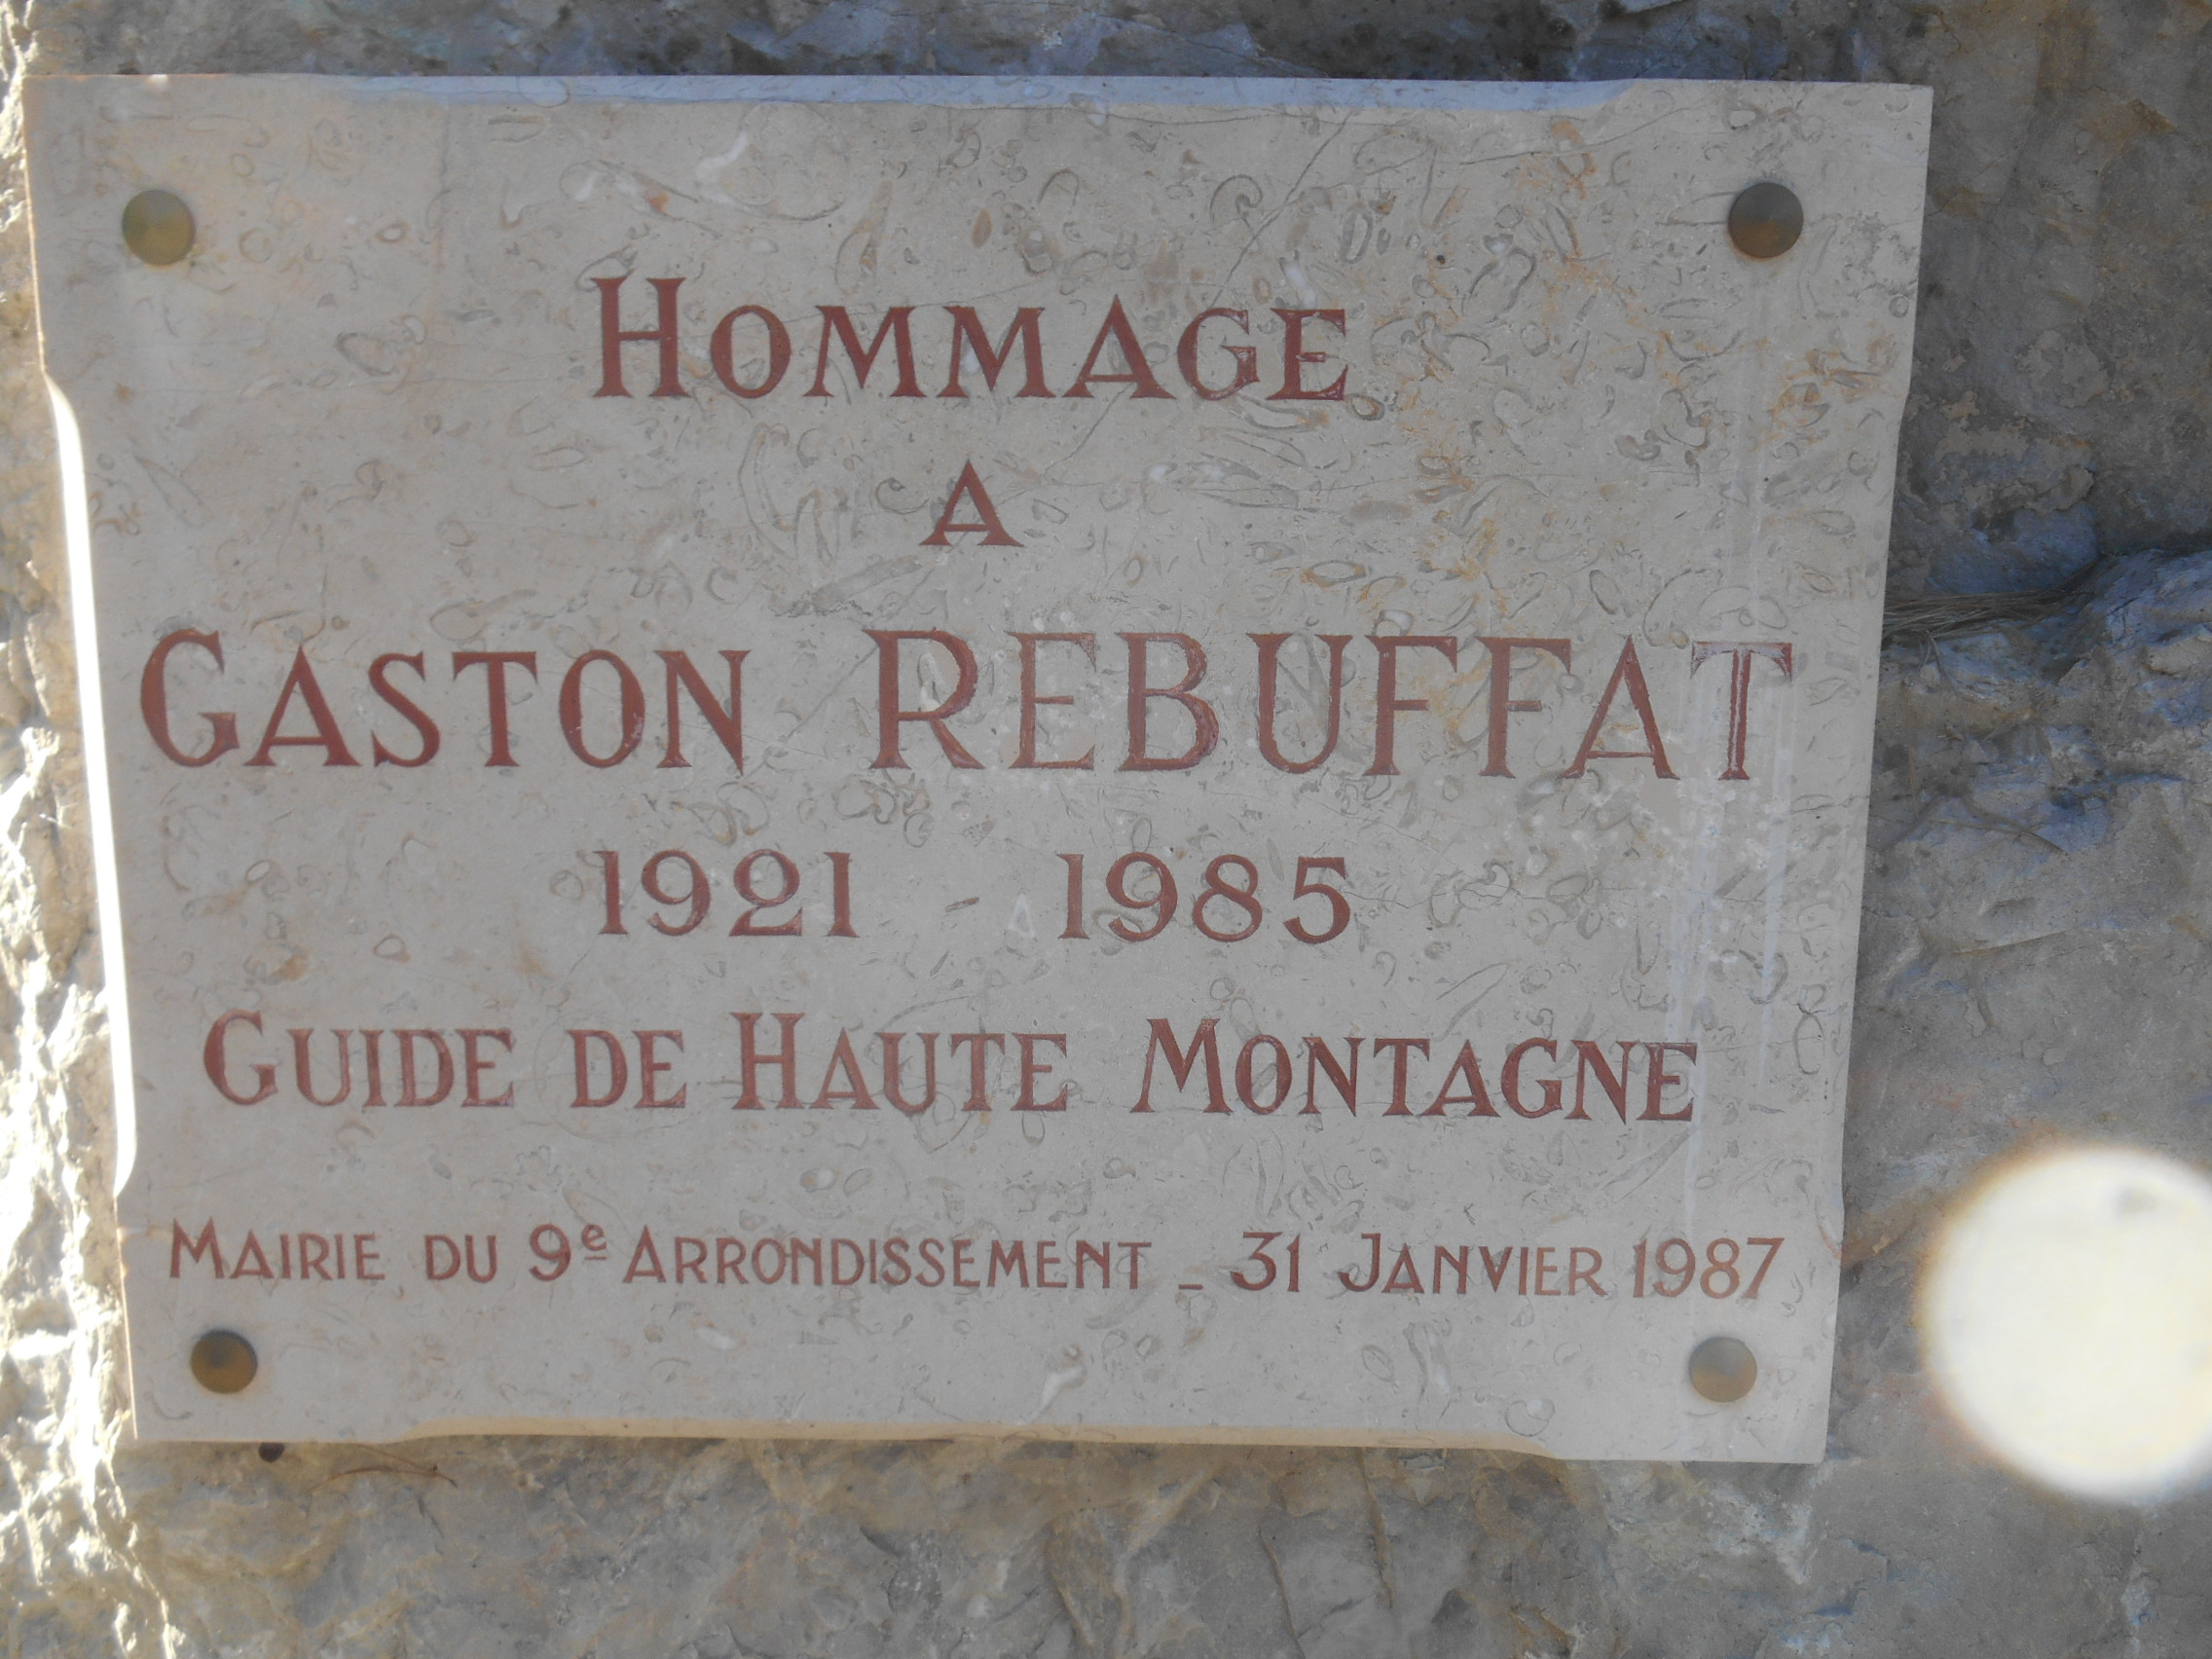 HOMMAGE
A
GASTON REBUFFAT
1921 - 1985
GUIDE DE HAUTE MONTAGNE
MAIRIE DU 9e ARRONDISSEMENT - 31 JANVIER 1987